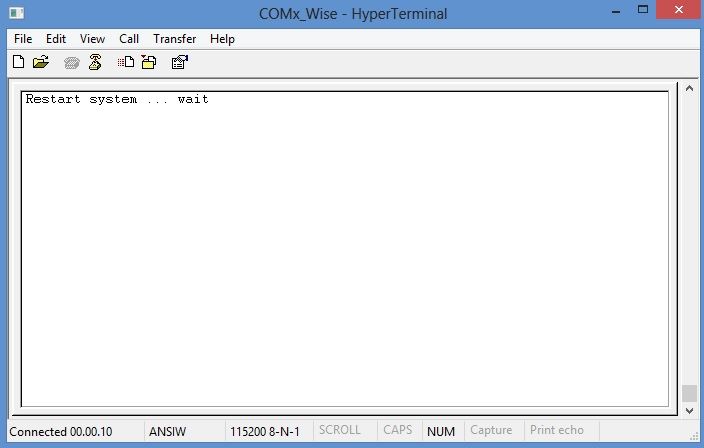 COMx_Wise - HyperTerminal
File Edit View Call Transfer Help
Restart system ... wait
Connected 00.00.10 ANSIW 115200 8-N-1 SCROLL CAPS NUM Capture Print echo